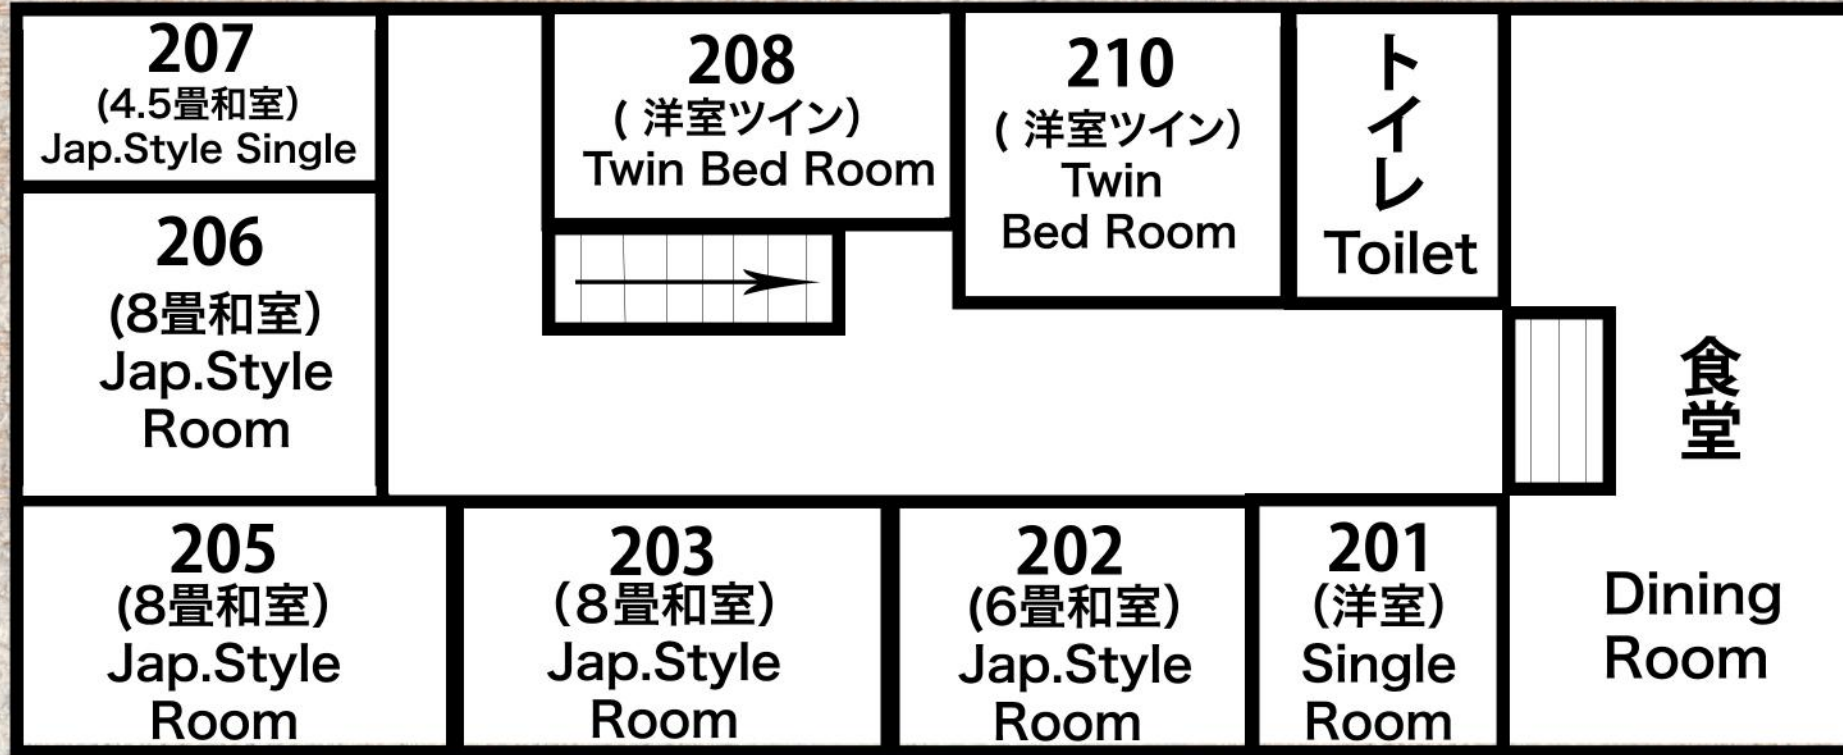 207
(4.5畳和室）
Jap.Style Single
206
(8畳和室）
Jap.Style
Room
208
( 洋室ツイン）
Twin Bed Room
210
( 洋室ツイン）
Twin
Bed Room
トイレ
Toilet
食堂
Dining
Room
205
(8畳和室）
Jap.Style
Room
203
（8畳和室）
Jap.Style
Room
202
(6畳和室）
Jap.Style
Room
201
（洋室）
Single
Room